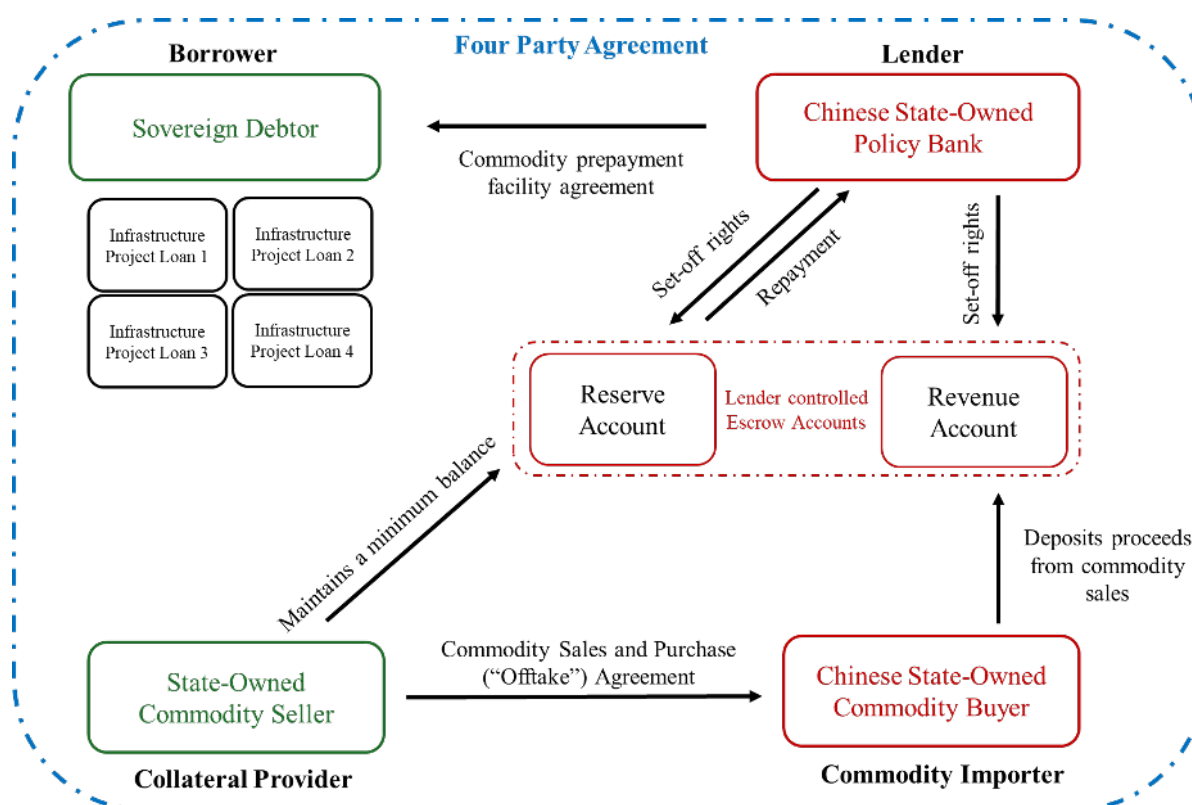 Four Party Agreement
Borrower
Lender
Sovereign Debtor
Chinese State-Owned
Policy Bank
Commodity prepayment
facility agreement
Infrastructure
Project Loan 1
Infrastructure
Project Loan 2
Infrastructure
Project Loan 3
Infrastructure
Project Loan 4
Set-off rights
Repayment
Set-off rights
Reserve
Account
Lender controlled
Escrow Accounts
Revenue
Account
Maintains a minimum balance
Deposits proceeds
from commodity
sales
State-Owned
Commodity Seller
Commodity Sales and Purchase
(“Offtake”) Agreement
Chinese State-Owned
Commodity Buyer
Collateral Provider
Commodity Importer